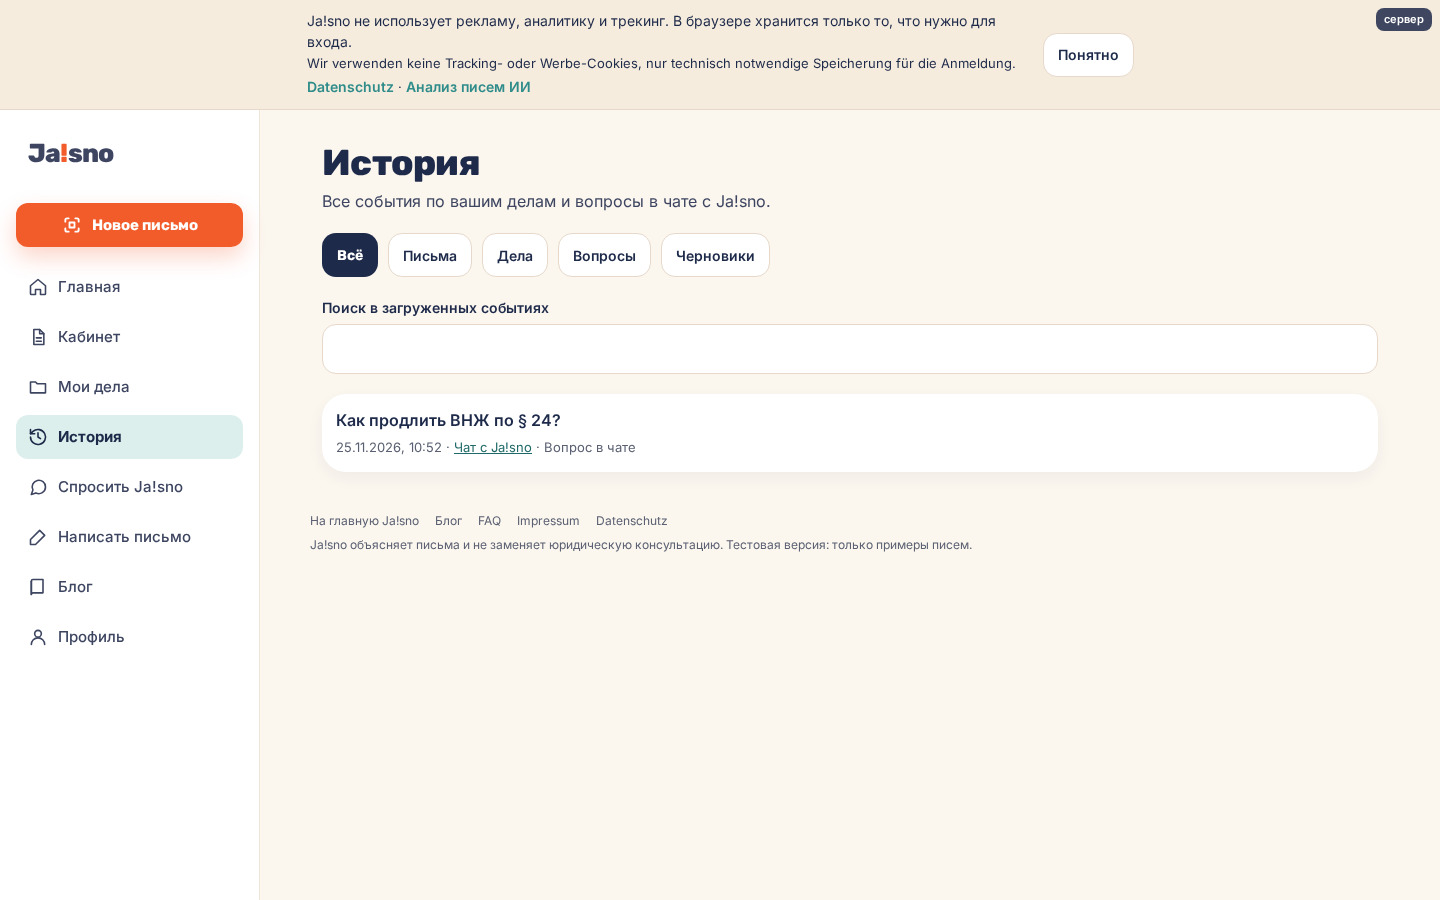 Ja!sno не использует рекламу, аналитику и трекинг. В браузере хранится только то, что нужно для
входа.
Wir verwenden keine Tracking- oder Werbe-Cookies, nur technisch notwendige Speicherung für die Anmeldung.
Datenschutz · Анализ писем ИИ
Понятно
сервер
Ja!sno
Новое письмо
Главная
Кабинет
Мои дела
История
Спросить Ja!sno
Написать письмо
Блог
Профиль
История
Все события по вашим делам и вопросы в чате с Ja!sno.
Всё Письма Дела Вопросы Черновики
Поиск в загруженных событиях
Как продлить ВНЖ по § 24?
25.11.2026, 10:52 · Чат с Ja!sno · Вопрос в чате
На главную Ja!sno Блог FAQ Impressum Datenschutz
Ja!sno объясняет письма и не заменяет юридическую консультацию. Тестовая версия: только примеры писем.